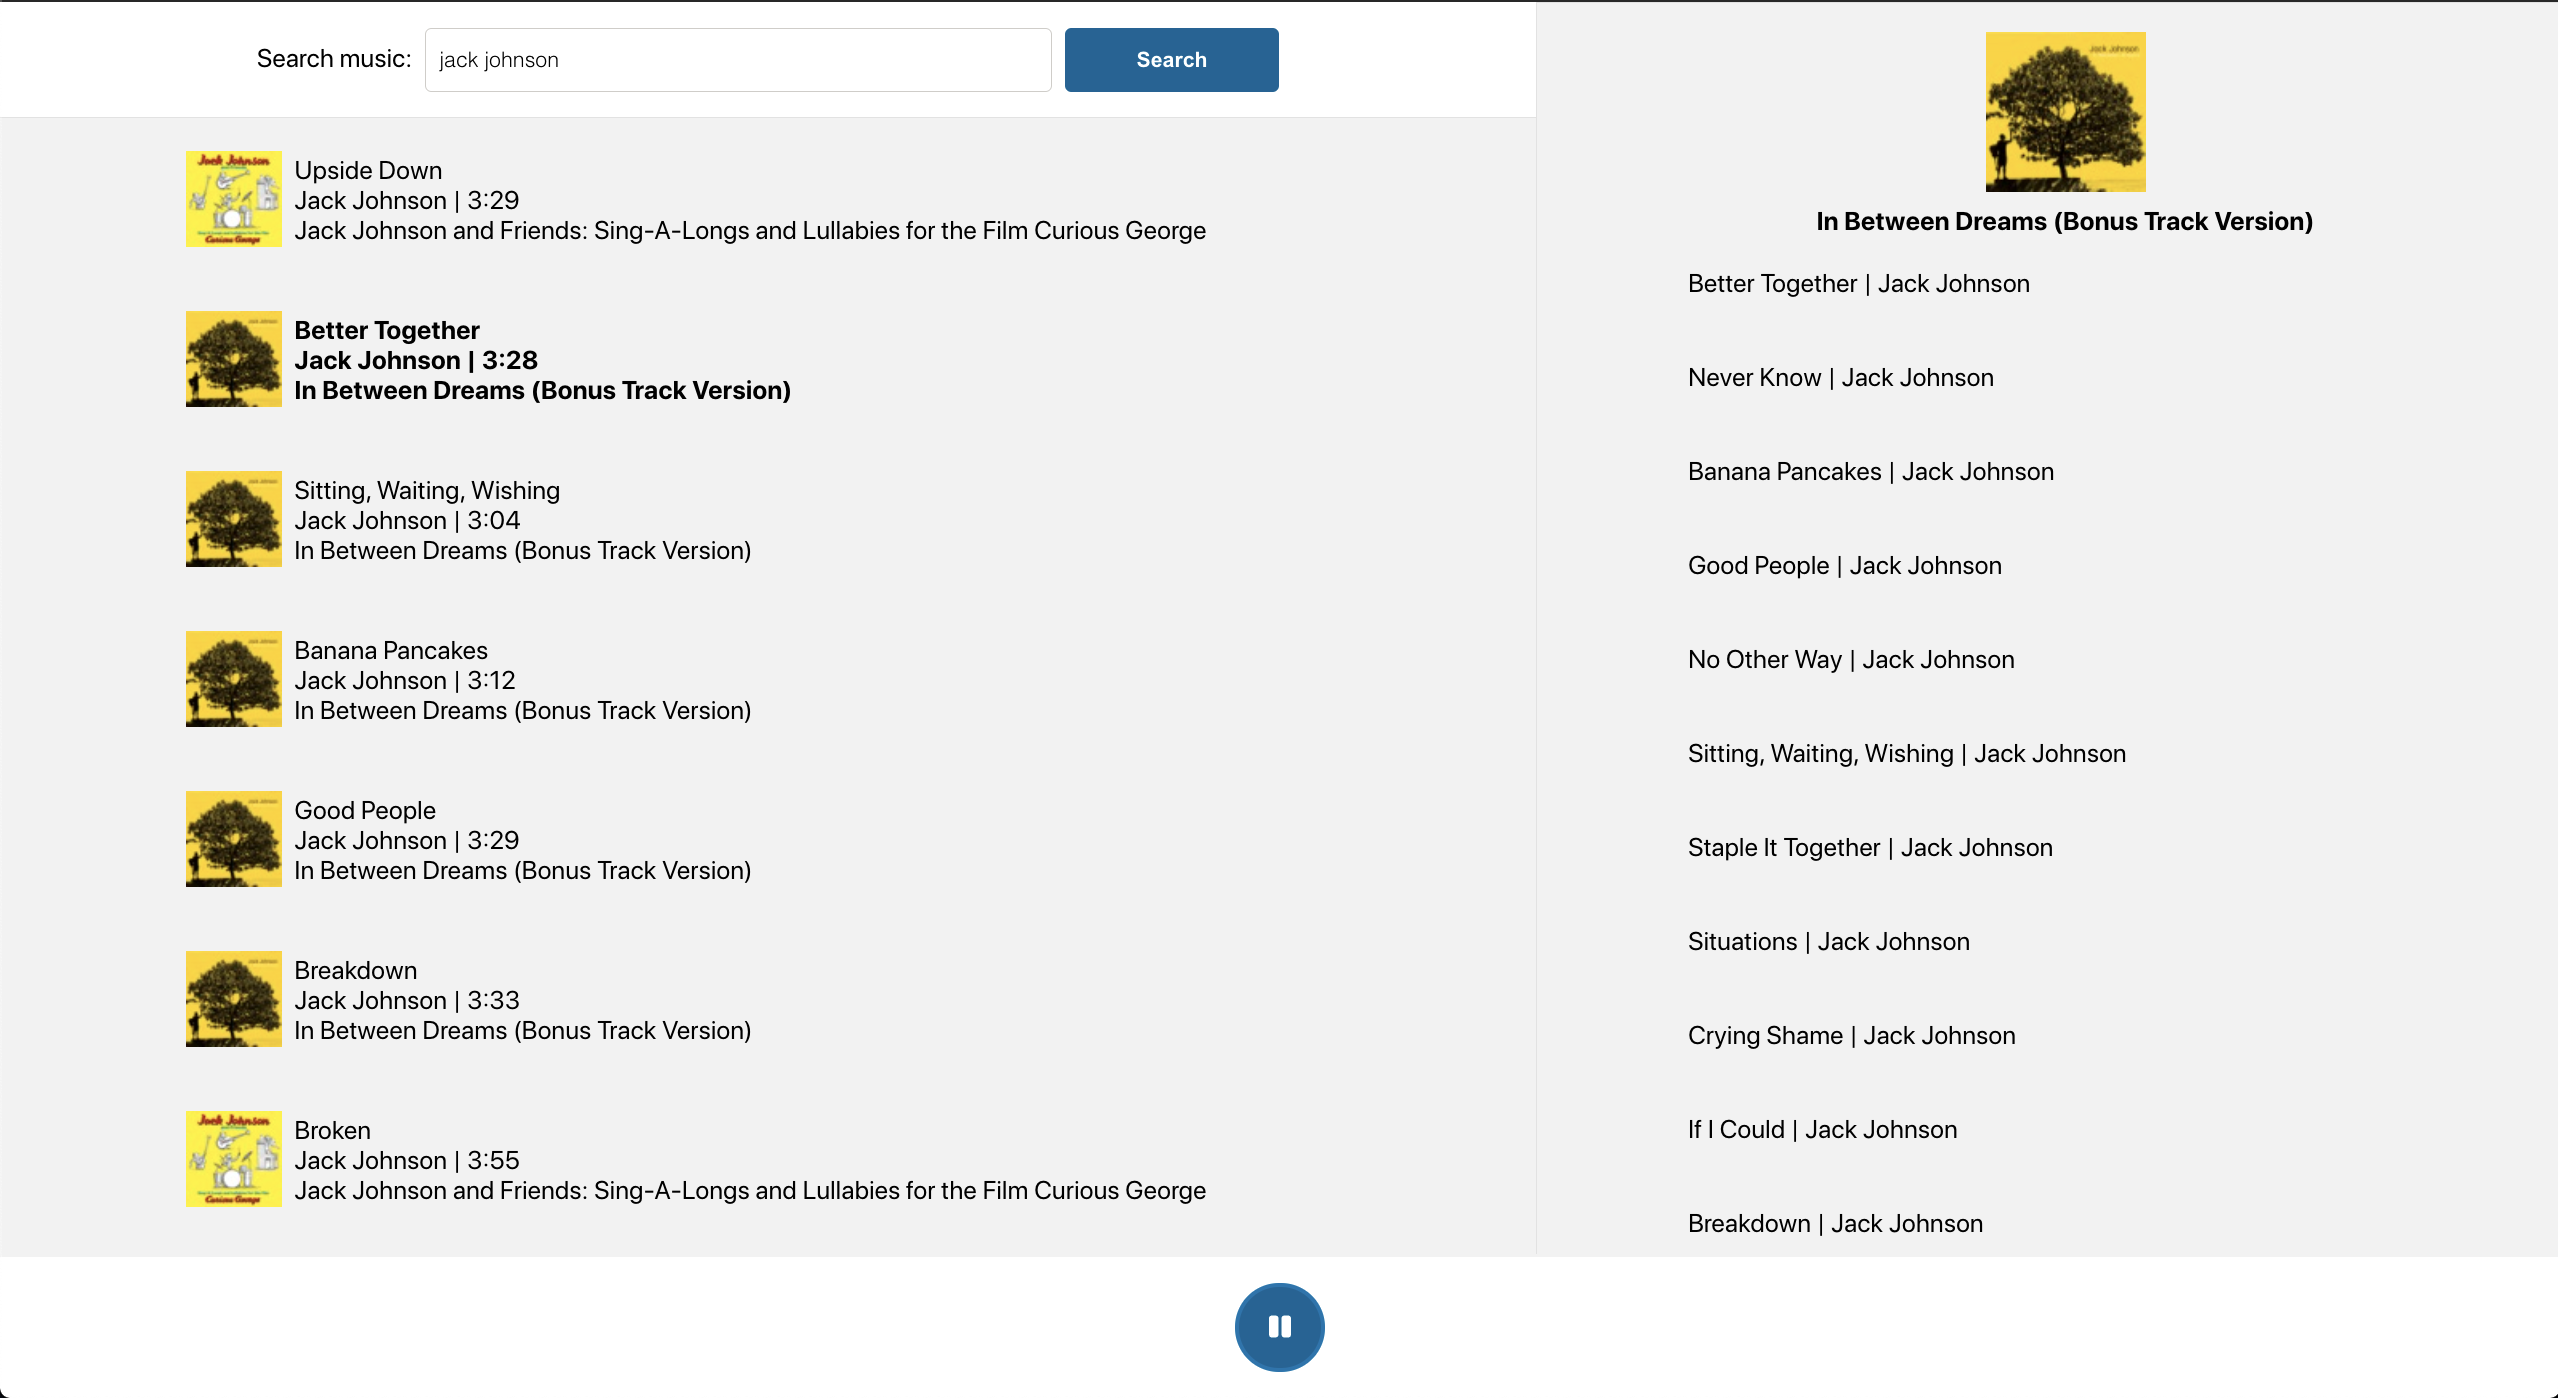 Search music:
jack johnson
Search
Jack Johnson
Curious George
Upside Down
Jack Johnson | 3:29
Jack Johnson and Friends: Sing-A-Longs and Lullabies for the Film Curious George
Better Together
Jack Johnson | 3:28
In Between Dreams (Bonus Track Version)
Sitting, Waiting, Wishing
Jack Johnson | 3:04
In Between Dreams (Bonus Track Version)
Banana Pancakes
Jack Johnson | 3:12
In Between Dreams (Bonus Track Version)
Good People
Jack Johnson | 3:29
In Between Dreams (Bonus Track Version)
Breakdown
Jack Johnson | 3:33
In Between Dreams (Bonus Track Version)
Jack Johnson
Curious George
Broken
Jack Johnson | 3:55
Jack Johnson and Friends: Sing-A-Longs and Lullabies for the Film Curious George
Jack Johnson
In Between Dreams (Bonus Track Version)
Better Together | Jack Johnson
Never Know | Jack Johnson
Banana Pancakes | Jack Johnson
Good People | Jack Johnson
No Other Way | Jack Johnson
Sitting, Waiting, Wishing | Jack Johnson
Staple It Together | Jack Johnson
Situations | Jack Johnson
Crying Shame | Jack Johnson
If I Could | Jack Johnson
Breakdown | Jack Johnson